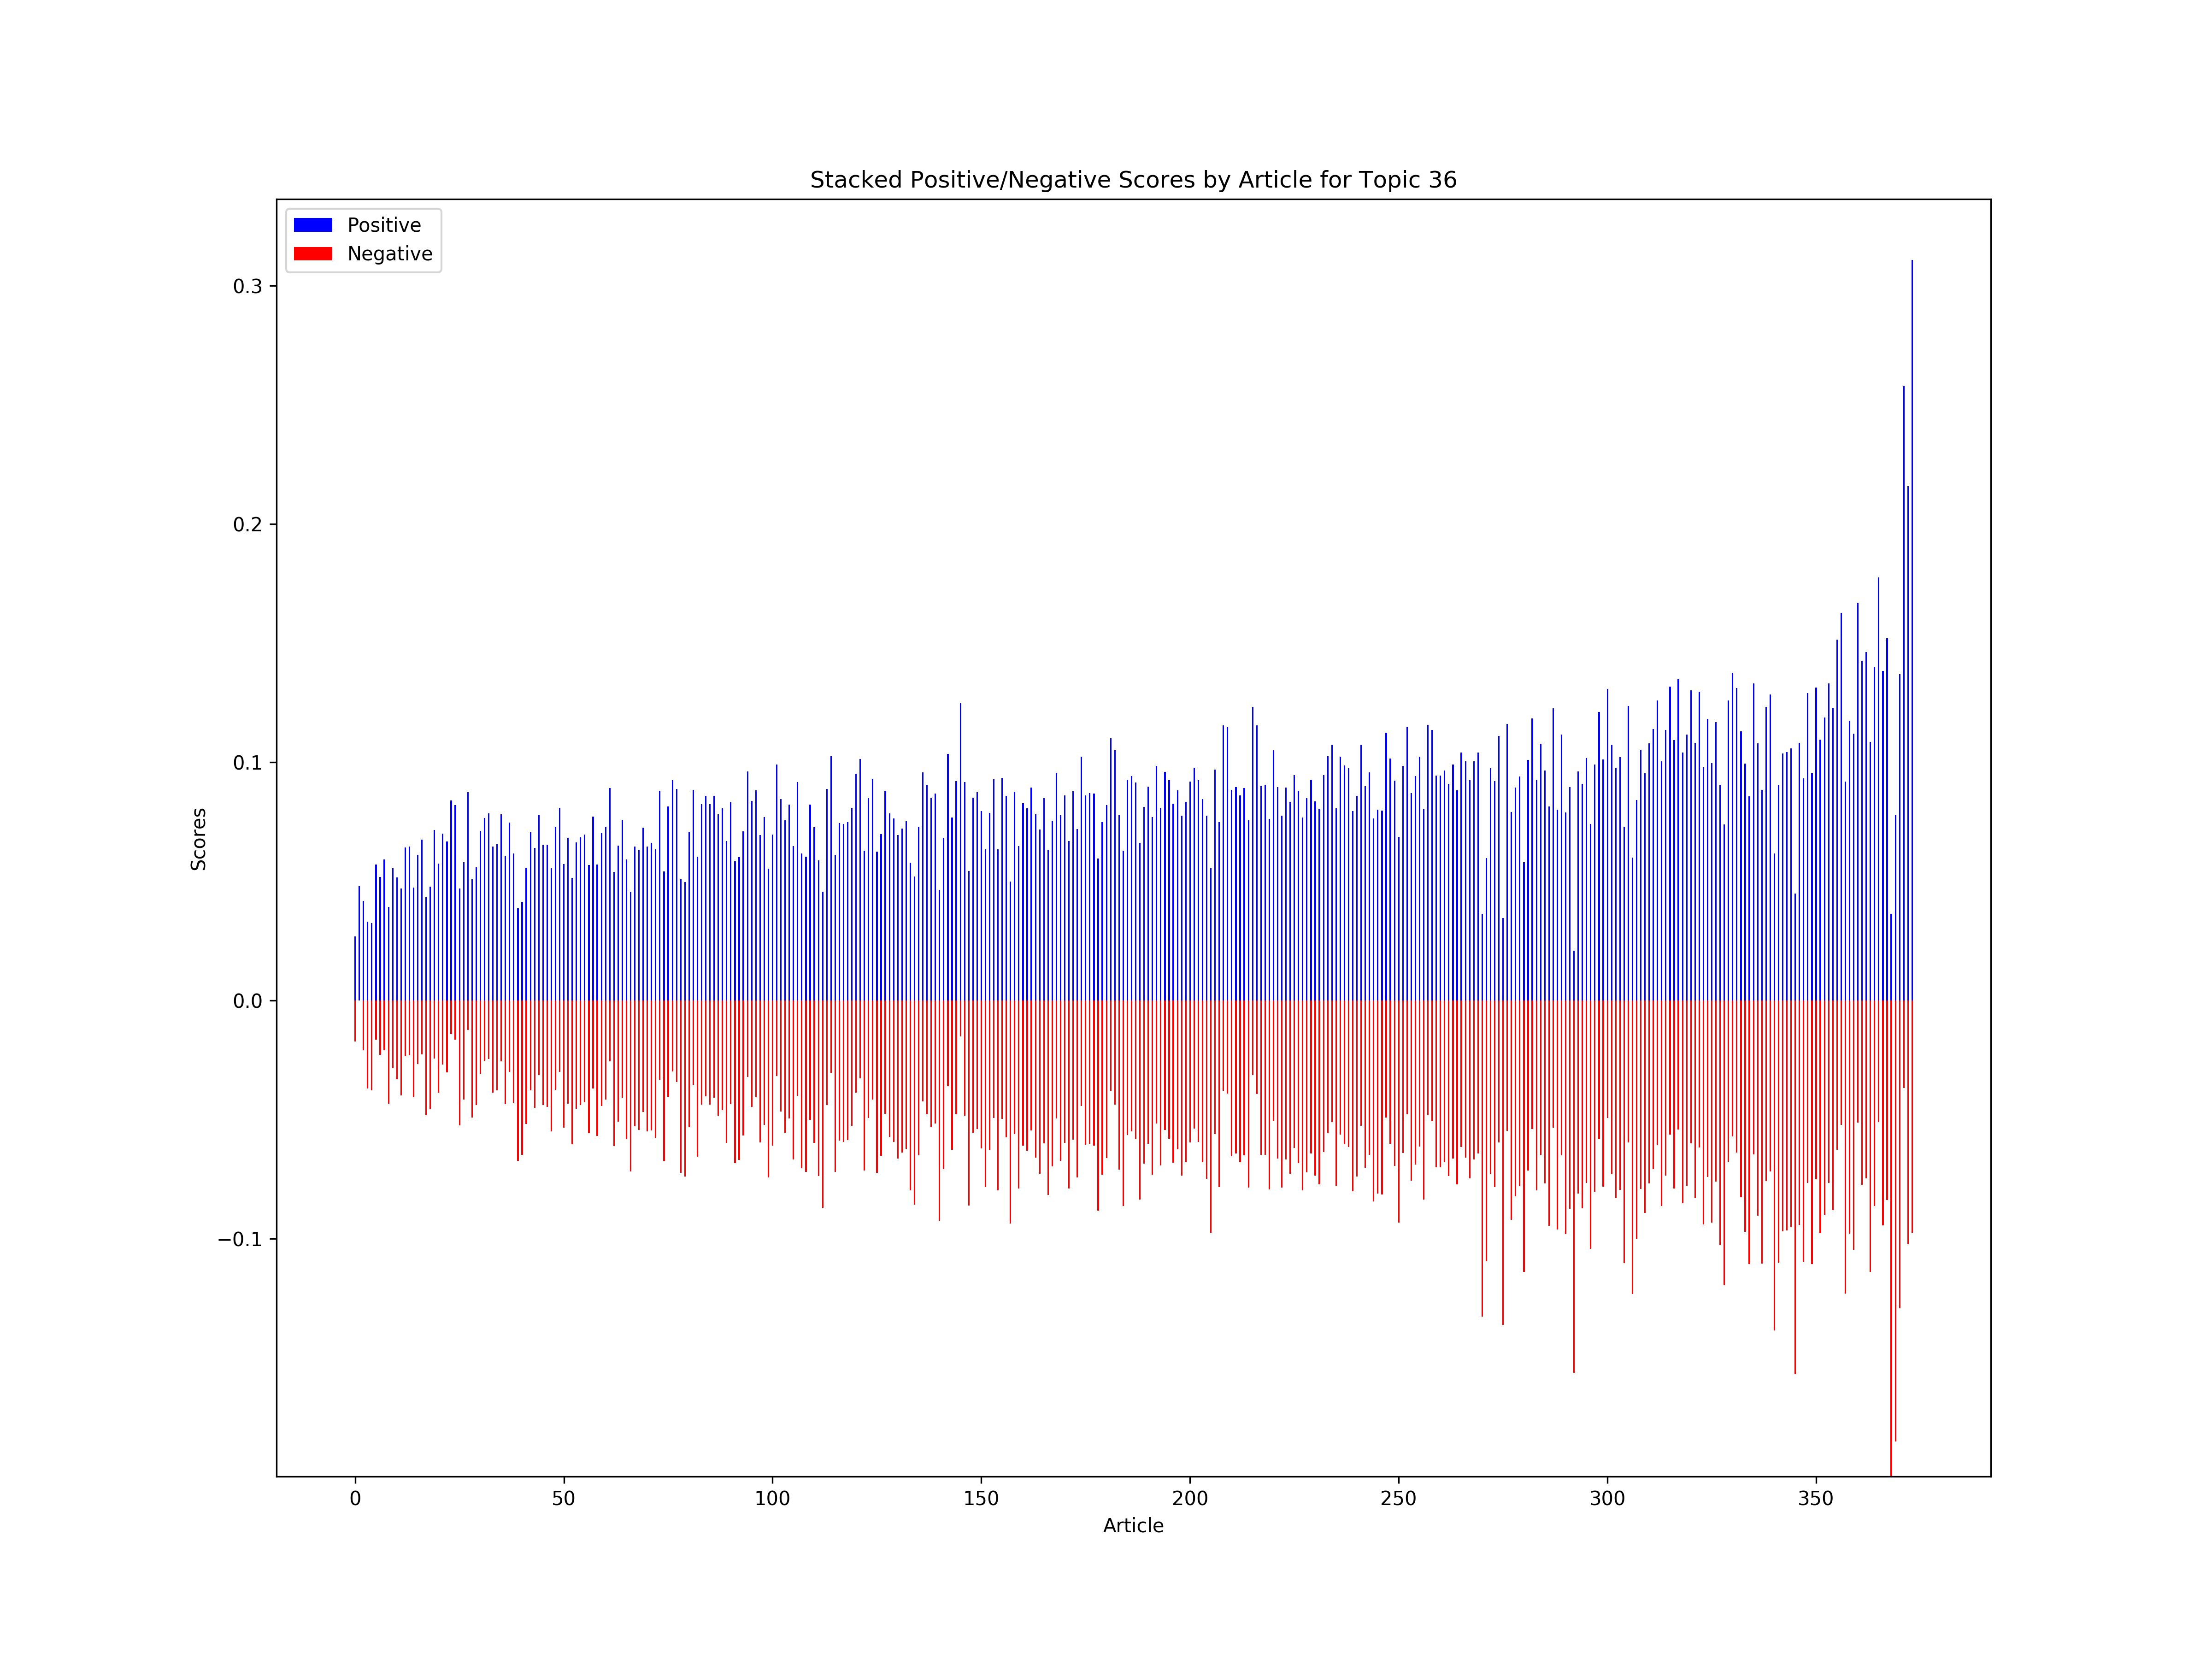 Stacked Positive/Negative Scores by Article for Topic 36
Positive
Negative
0.3
0.2
0.1
0.0
−0.1
Scores
0 50 100 150 200 250 300 350
Article